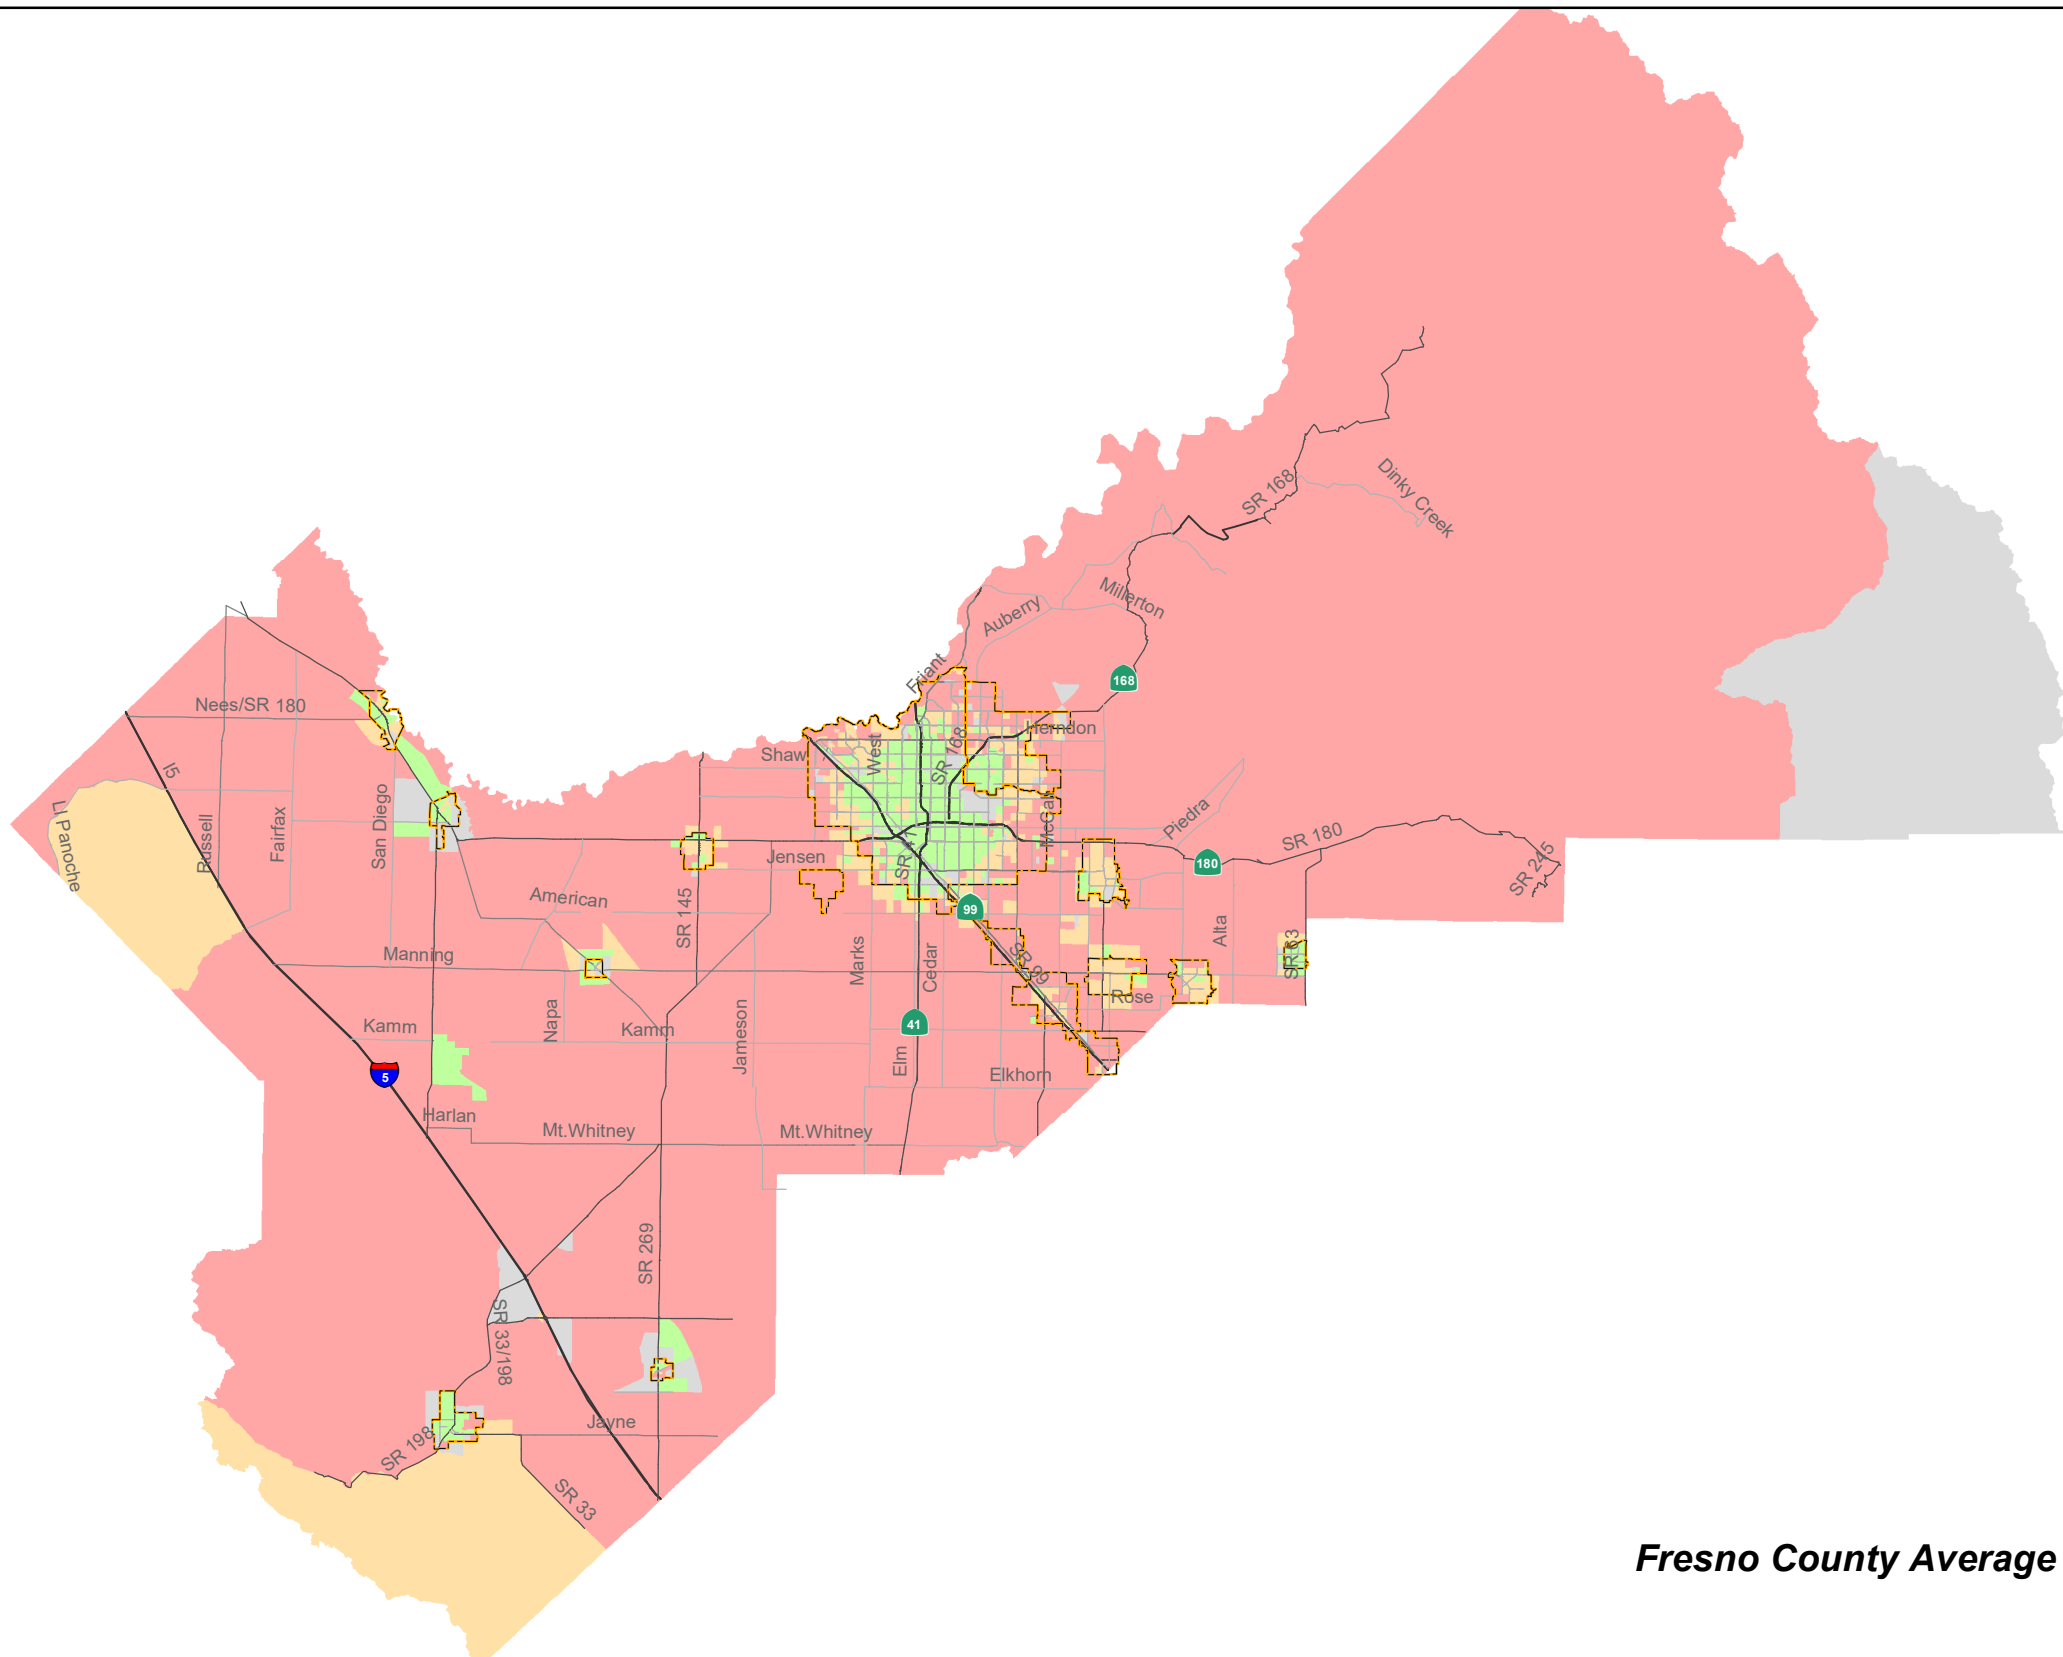 SR 168
Dinky Creek
Millerton
Auberry
Friant
168
Nees/SR 180
Herndon
West
SR 168
Shaw
I5
Russell
Fairfax
San Diego
McCall
Piedra
SR 180
SR 245
180
Jensen
SR 41
American
SR 145
99
Alta
Manning
Marks
Cedar
SR 99
SR 63
Rose
Napa
Kamm
Kamm
Jameson
41
Elm
Elkhorn
5
Harlan
Mt.Whitney
Mt.Whitney
SR 269
SR 33/198
Jayne
SR 198
SR 33
Fresno County Average